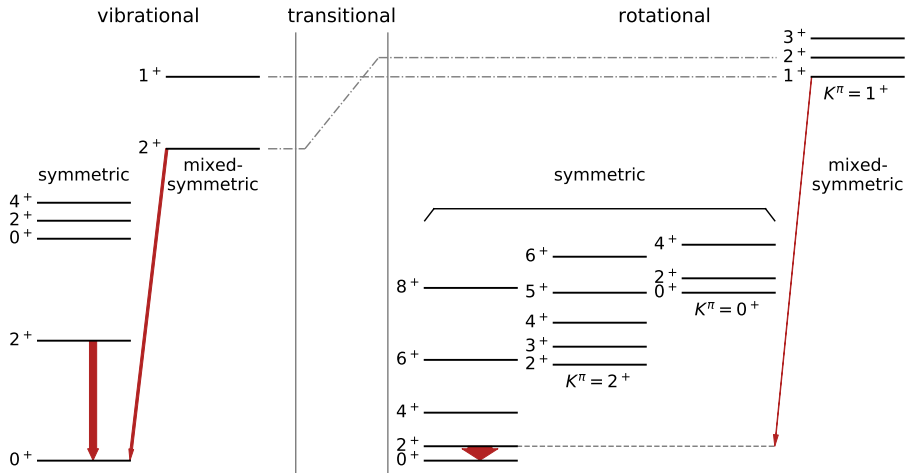 vibrational transitional rotational
3⁺
2⁺
1⁺ 1⁺
Kπ = 1⁺
2⁺
symmetric mixed-
symmetric symmetric mixed-
symmetric
4⁺
2⁺
0⁺
4⁺
6⁺
2⁺
8⁺ 5⁺ 0⁺
Kπ = 0⁺
4⁺
2⁺ 3⁺
6⁺ 2⁺
Kπ = 2⁺
4⁺
2⁺
0⁺ 0⁺